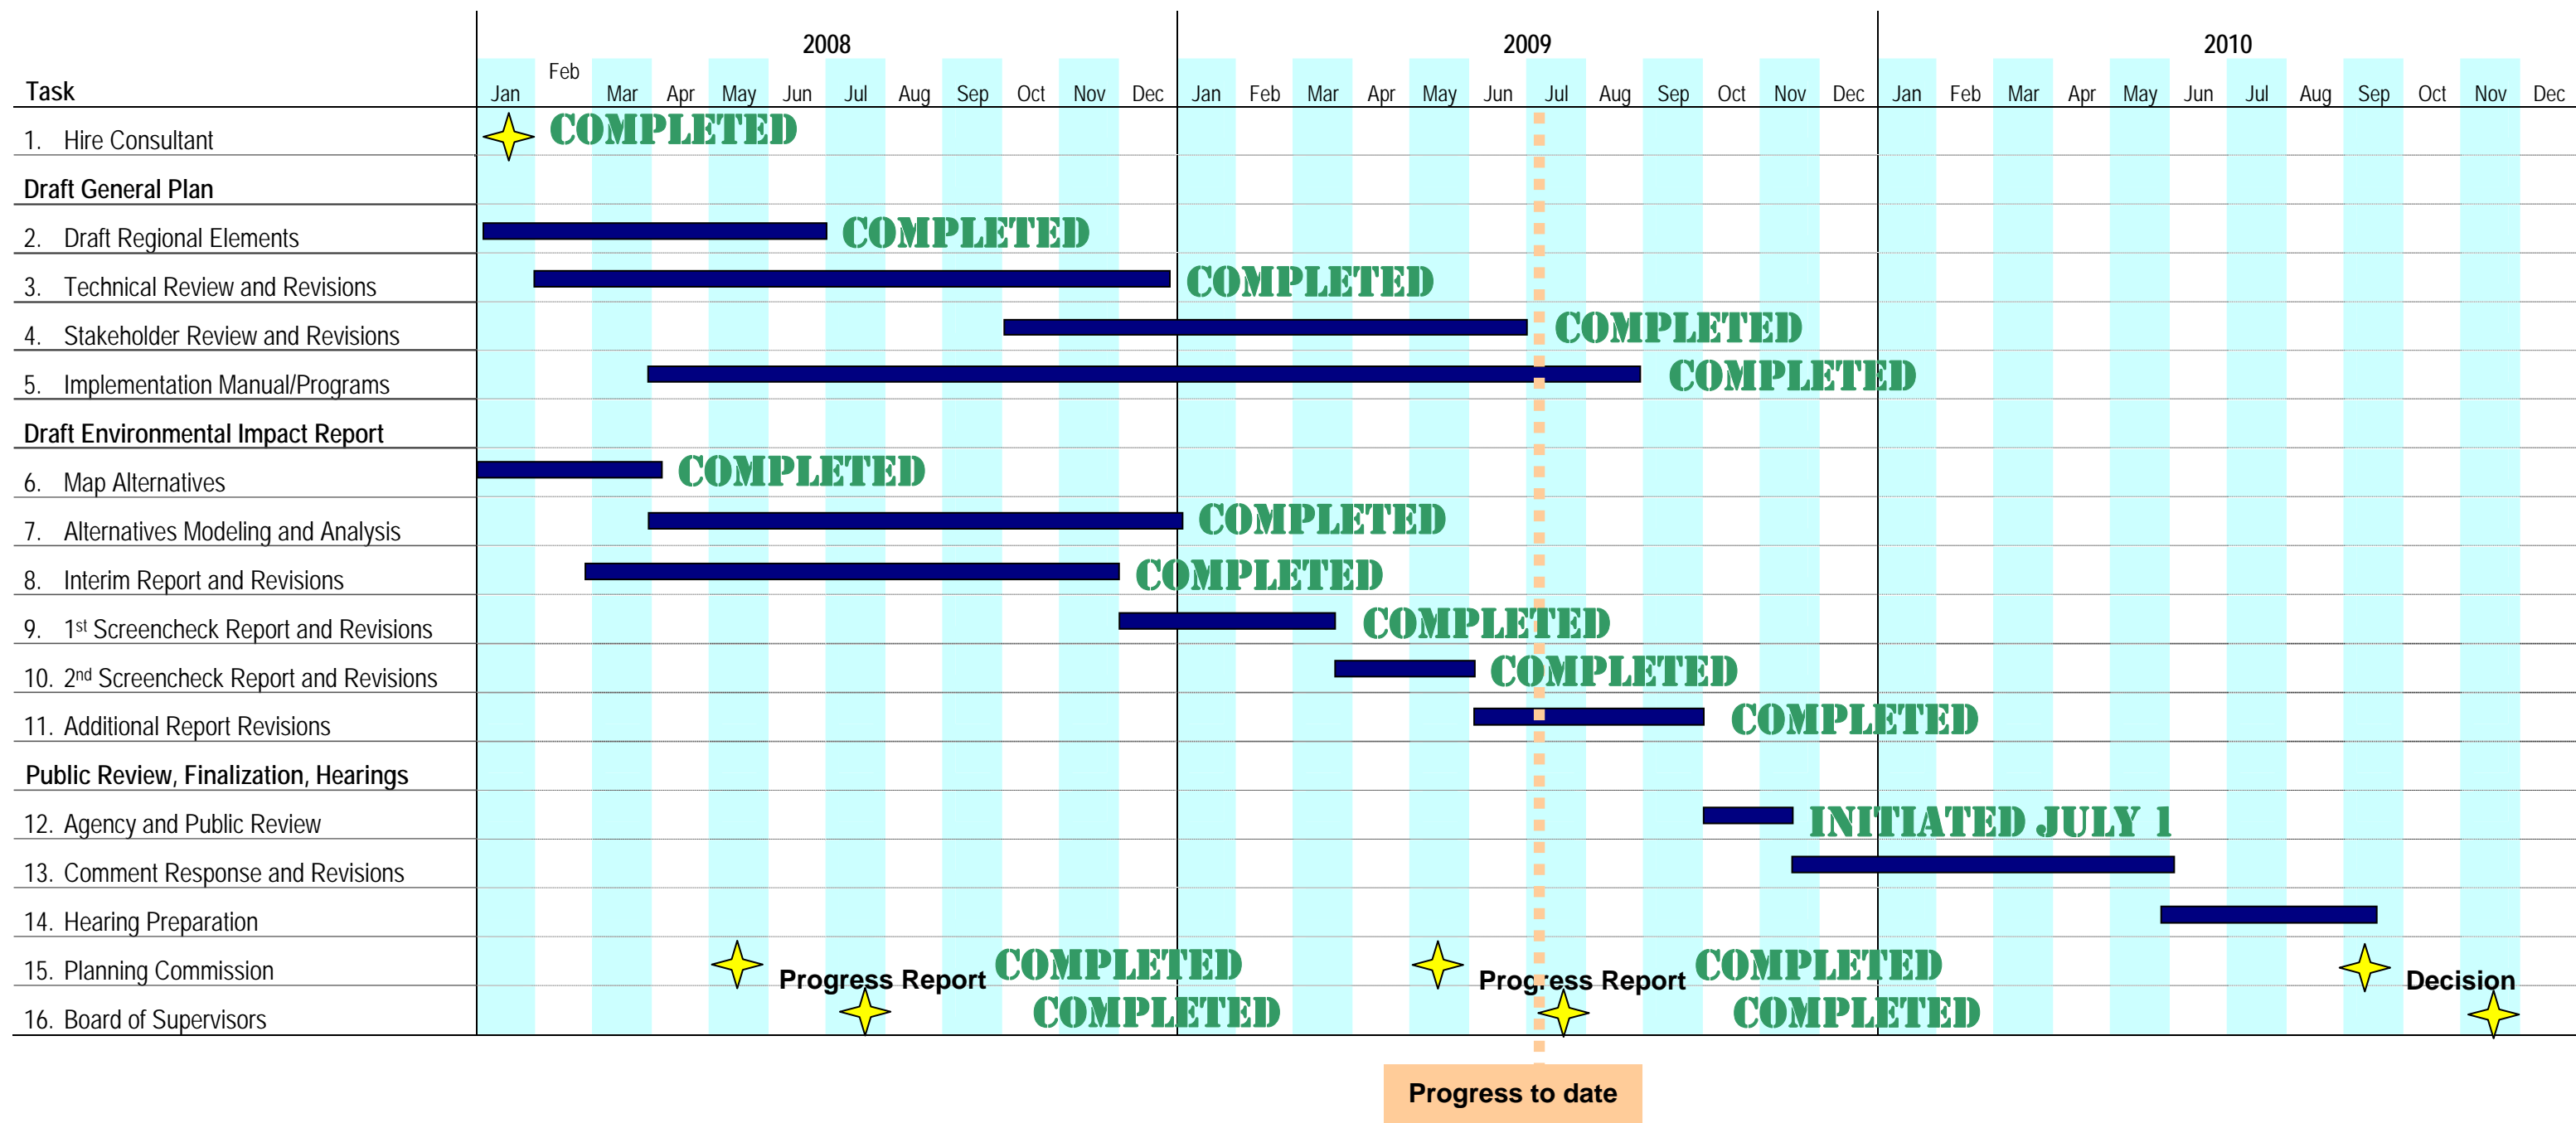 2008 2009 2010
Task Jan Feb Mar Apr May Jun Jul Aug Sep Oct Nov Dec Jan Feb Mar Apr May Jun Jul Aug Sep Oct Nov Dec Jan Feb Mar Apr May Jun Jul Aug Sep Oct Nov Dec
1. Hire Consultant COMPLETED
Draft General Plan
2. Draft Regional Elements COMPLETED
3. Technical Review and Revisions COMPLETED
4. Stakeholder Review and Revisions COMPLETED
5. Implementation Manual/Programs COMPLETED
Draft Environmental Impact Report
6. Map Alternatives COMPLETED
7. Alternatives Modeling and Analysis COMPLETED
8. Interim Report and Revisions COMPLETED
9. 1st Screencheck Report and Revisions COMPLETED
10. 2nd Screencheck Report and Revisions COMPLETED
11. Additional Report Revisions COMPLETED
Public Review, Finalization, Hearings
12. Agency and Public Review INITIATED JULY 1
13. Comment Response and Revisions
14. Hearing Preparation
15. Planning Commission Progress Report COMPLETED Progress Report COMPLETED Decision
16. Board of Supervisors COMPLETED COMPLETED
Progress to date